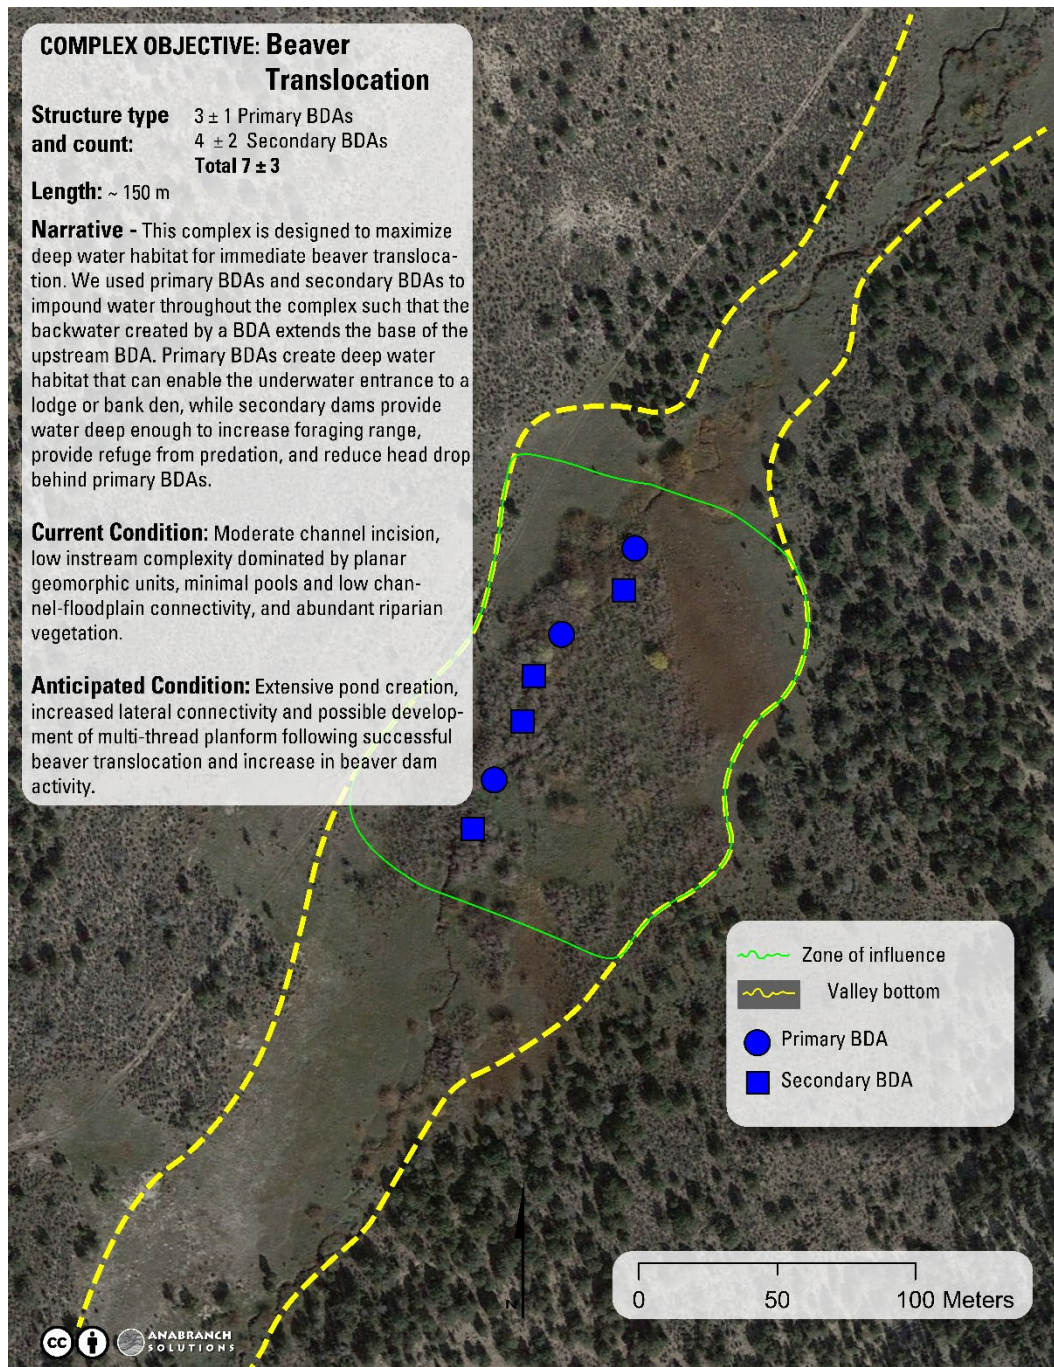 COMPLEX OBJECTIVE: Beaver
Translocation
Structure type
and count:
3 ± 1 Primary BDAs
4 ± 2 Secondary BDAs
Total 7 ± 3
Length: ~ 150 m
Narrative - This complex is designed to maximize
deep water habitat for immediate beaver transloca-
tion. We used primary BDAs and secondary BDAs to
impound water throughout the complex such that the
backwater created by a BDA extends the base of the
upstream BDA. Primary BDAs create deep water
habitat that can enable the underwater entrance to a
lodge or bank den, while secondary dams provide
water deep enough to increase foraging range,
provide refuge from predation, and reduce head drop
behind primary BDAs.
Current Condition: Moderate channel incision,
low instream complexity dominated by planar
geomorphic units, minimal pools and low chan-
nel-floodplain connectivity, and abundant riparian
vegetation.
Anticipated Condition: Extensive pond creation,
increased lateral connectivity and possible develop-
ment of multi-thread planform following successful
beaver translocation and increase in beaver dam
activity.
Zone of influence
Valley bottom
Primary BDA
Secondary BDA
N
0 50 100 Meters
cc
ANABRANCH
SOLUTIONS